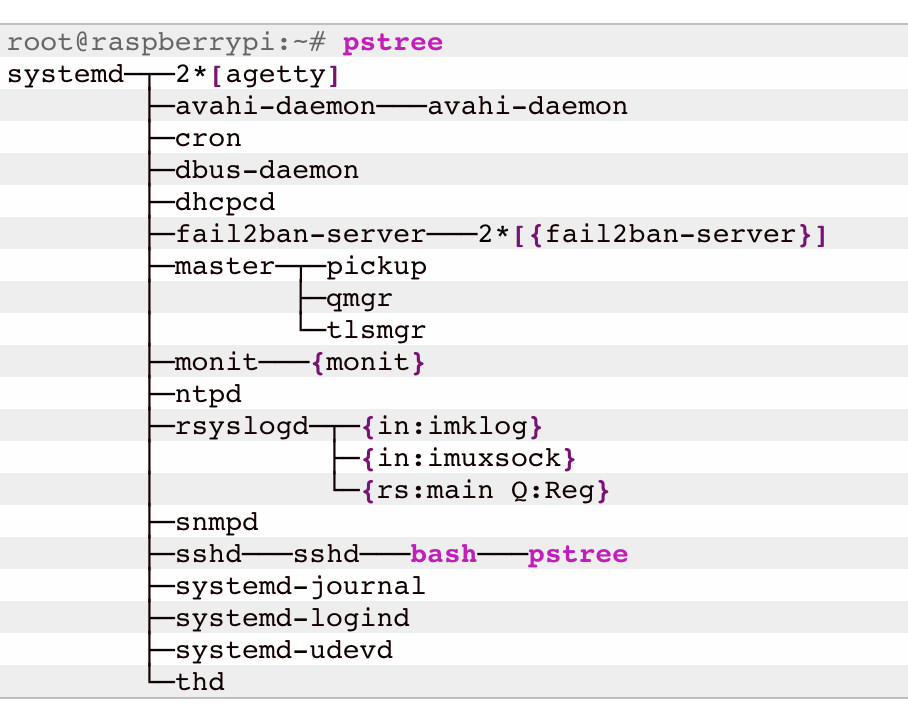 root@raspberrypi:~# pstree
systemd─┬─2*[agetty]
        ├─avahi-daemon───avahi-daemon
        ├─cron
        ├─dbus-daemon
        ├─dhcpcd
        ├─fail2ban-server───2*[{fail2ban-server}]
        ├─master─┬─pickup
        │        ├─qmgr
        │        └─tlsmgr
        ├─monit───{monit}
        ├─ntpd
        ├─rsyslogd─┬─{in:imklog}
        │          ├─{in:imuxsock}
        │          └─{rs:main Q:Reg}
        ├─snmpd
        ├─sshd───sshd───bash───pstree
        ├─systemd-journal
        ├─systemd-logind
        ├─systemd-udevd
        └─thd